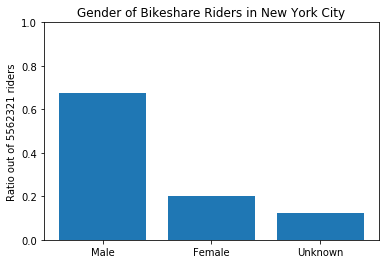 Gender of Bikeshare Riders in New York City
Ratio out of 5562321 riders
1.0
0.8
0.6
0.4
0.2
0.0
Male Female Unknown